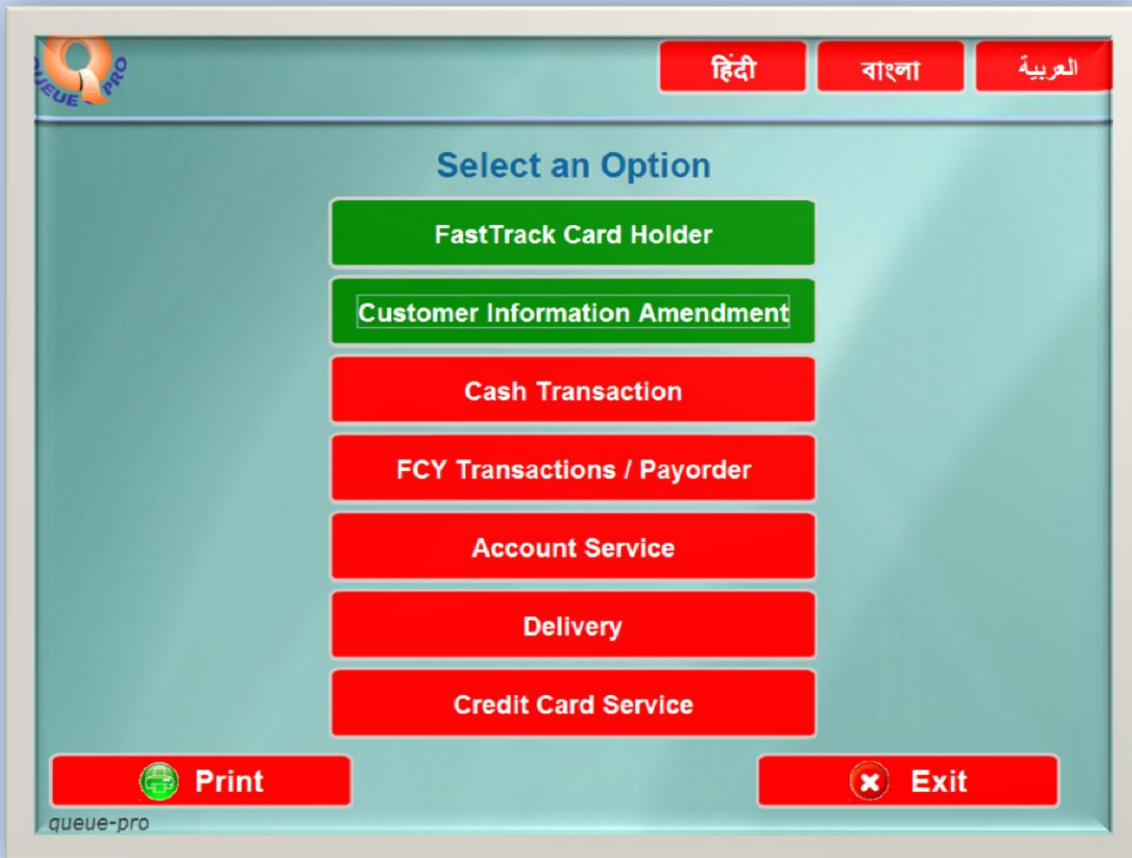 QUEUE - PRO
हिंदी
বাংলা
العربية
Select an Option
FastTrack Card Holder
Customer Information Amendment
Cash Transaction
FCY Transactions / Payorder
Account Service
Delivery
Credit Card Service
Print
Exit
queue-pro